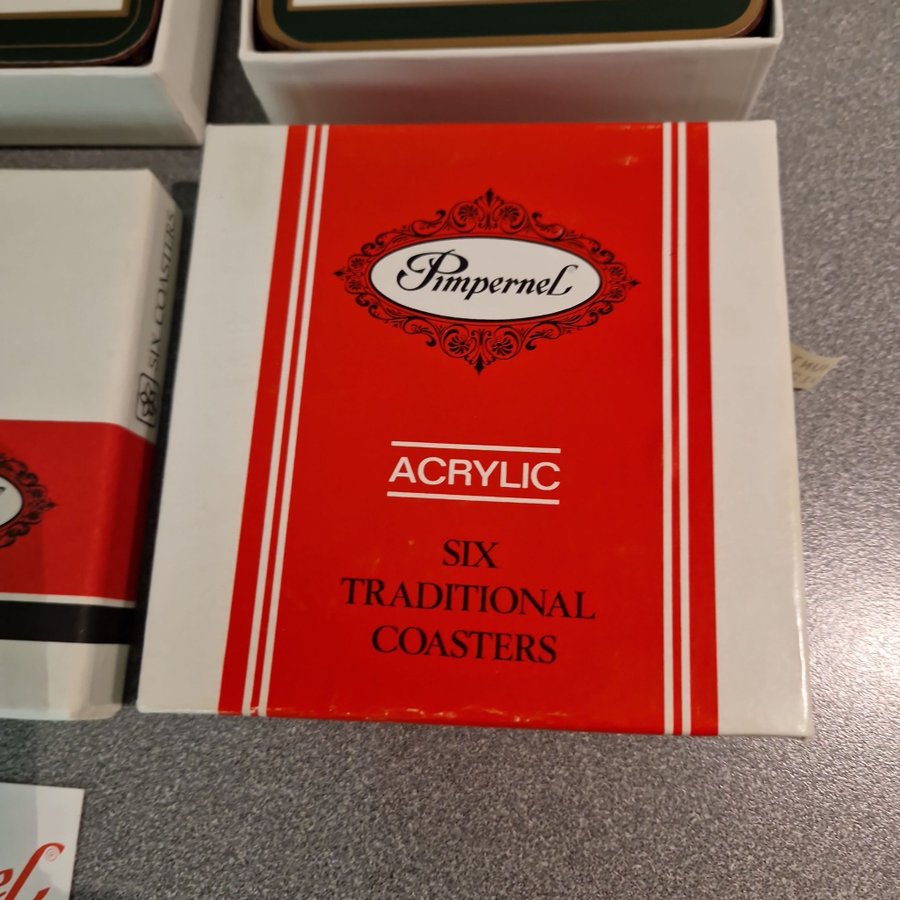 Pimpernel
ACRYLIC
SIX
TRADITIONAL
COASTERS
SIX COASTERS